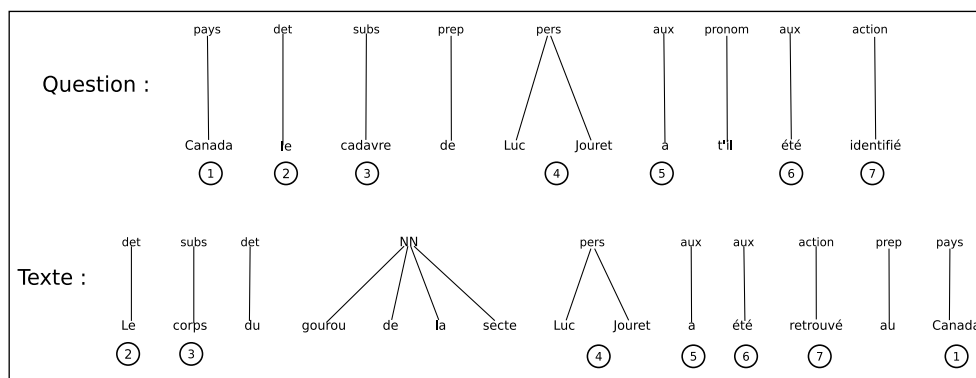 pays det subs prep pers aux pronom aux action
Question :
Canada le cadavre de Luc Jouret a t'il été identifié
1 2 3 4 5 6 7
det subs det NN pers aux aux action prep pays
Texte :
Le corps du gourou de la secte Luc Jouret a été retrouvé au Canada
2 3 4 5 6 7 1